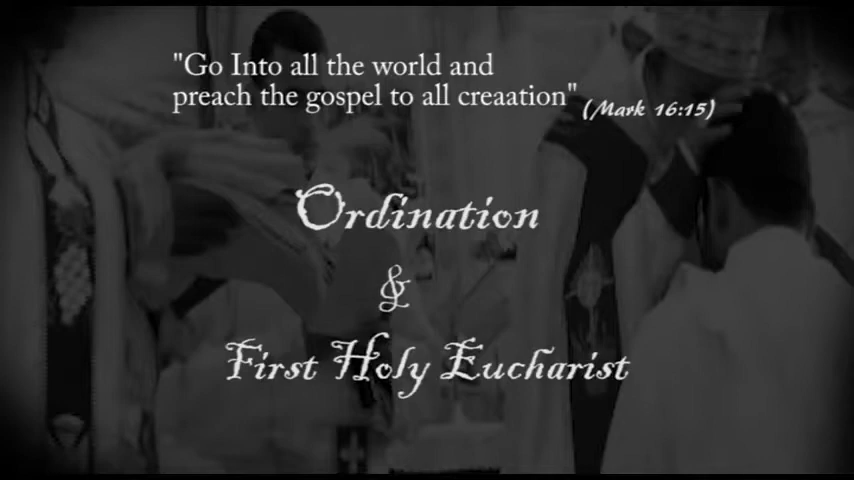 "Go Into all the world and
preach the gospel to all creaation" (Mark 16:15)
Ordination
&
First Holy Eucharist